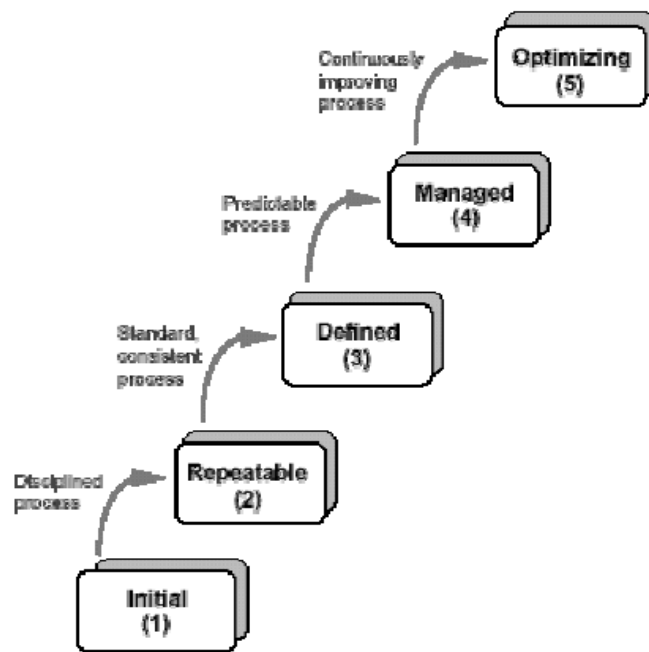 Continuously
improving
process
Optimizing
(5)
Predictable
process
Managed
(4)
Standard,
consistent
process
Defined
(3)
Disciplined
process
Repeatable
(2)
Initial
(1)